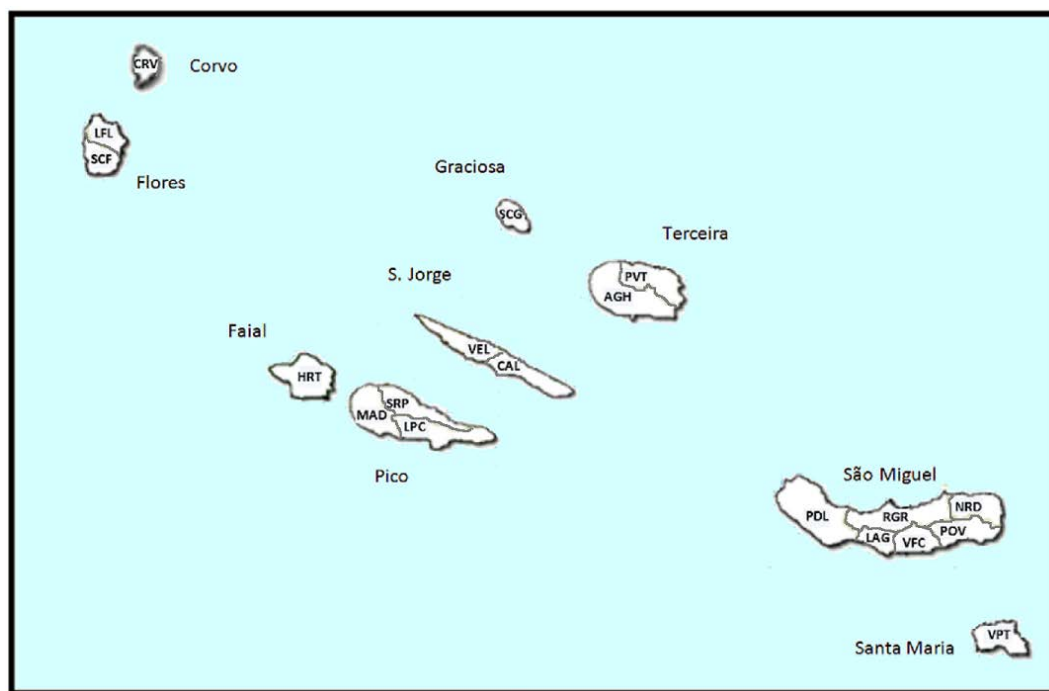 CRV
Corvo
LFL
SCF
Flores
Graciosa
SCG
Terceira
PVT
AGH
S. Jorge
VEL
CAL
Faial
HRT
SRP
MAD
LPC
Pico
São Miguel
PDL
RGR
NRD
LAG
VFC
POV
VPT
Santa Maria